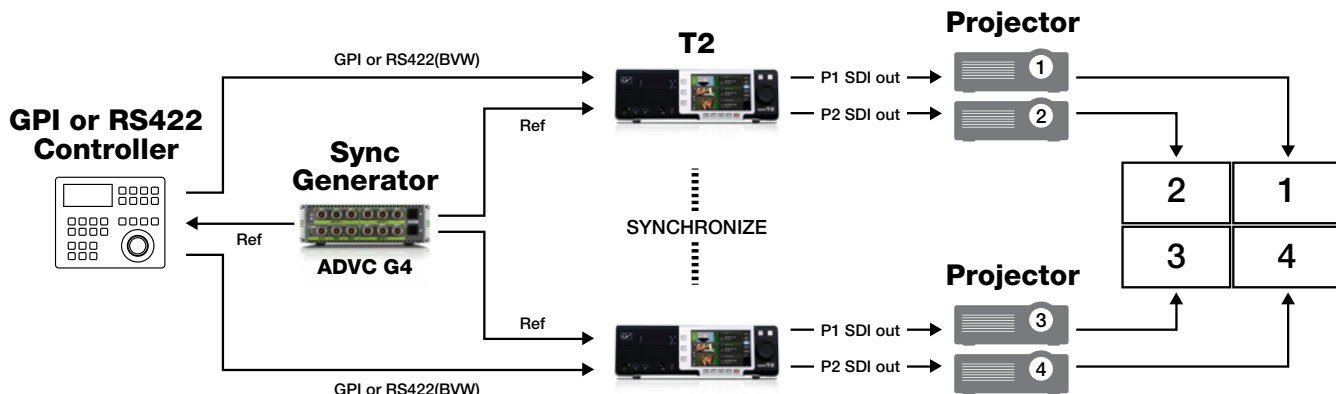 Projector
T2
GPI or RS422(BVW)
1
P1 SDI out
P2 SDI out
2
Ref
GPI or RS422
Controller
Sync
Generator
2
1
SYNCHRONIZE
Ref
ADVC G4
3
4
Projector
Ref
3
P1 SDI out
P2 SDI out
4
GPI or RS422(BVW)